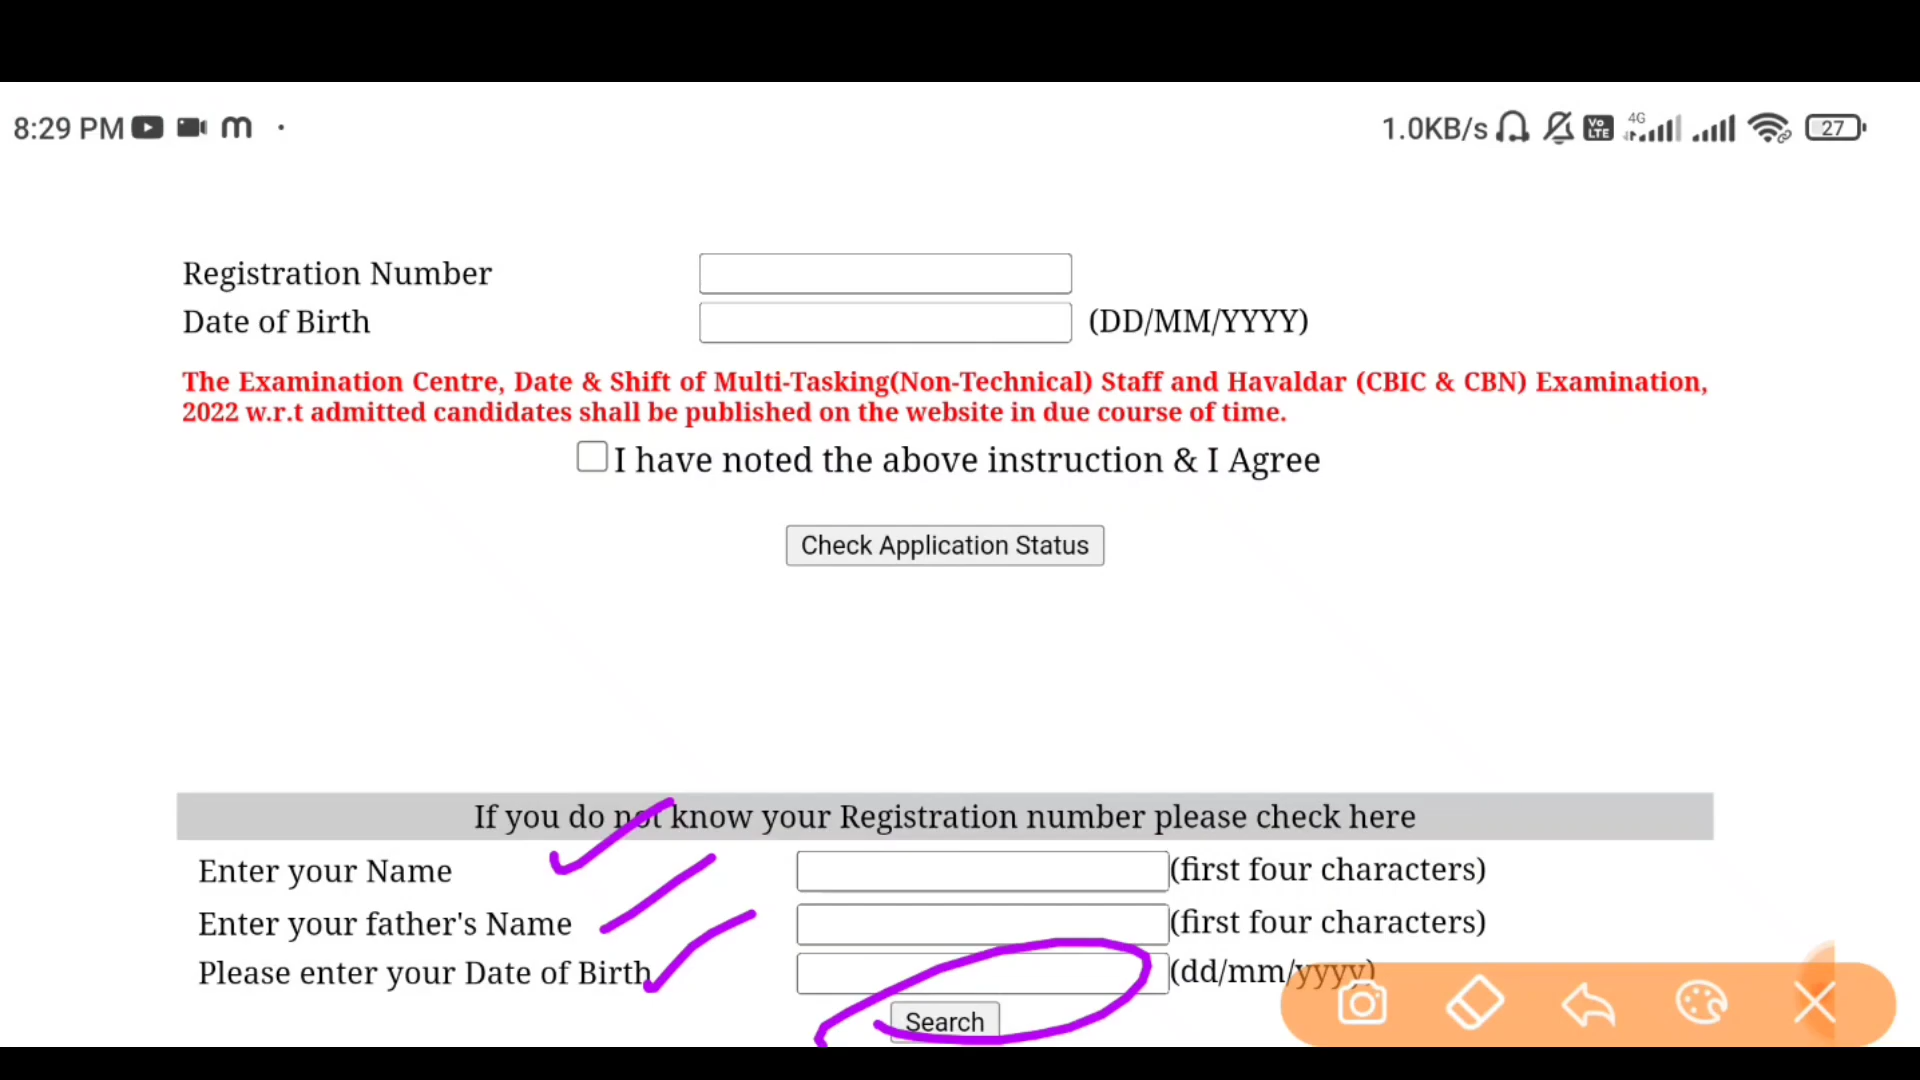 8:29 PM
1.0KB/s Vo LTE 4G 27
Registration Number
Date of Birth (DD/MM/YYYY)
The Examination Centre, Date & Shift of Multi-Tasking(Non-Technical) Staff and Havaldar (CBIC & CBN) Examination,
2022 w.r.t admitted candidates shall be published on the website in due course of time.
I have noted the above instruction & I Agree
Check Application Status
If you do not know your Registration number please check here
Enter your Name (first four characters)
Enter your father's Name (first four characters)
Please enter your Date of Birth (dd/mm/yyyy)
Search